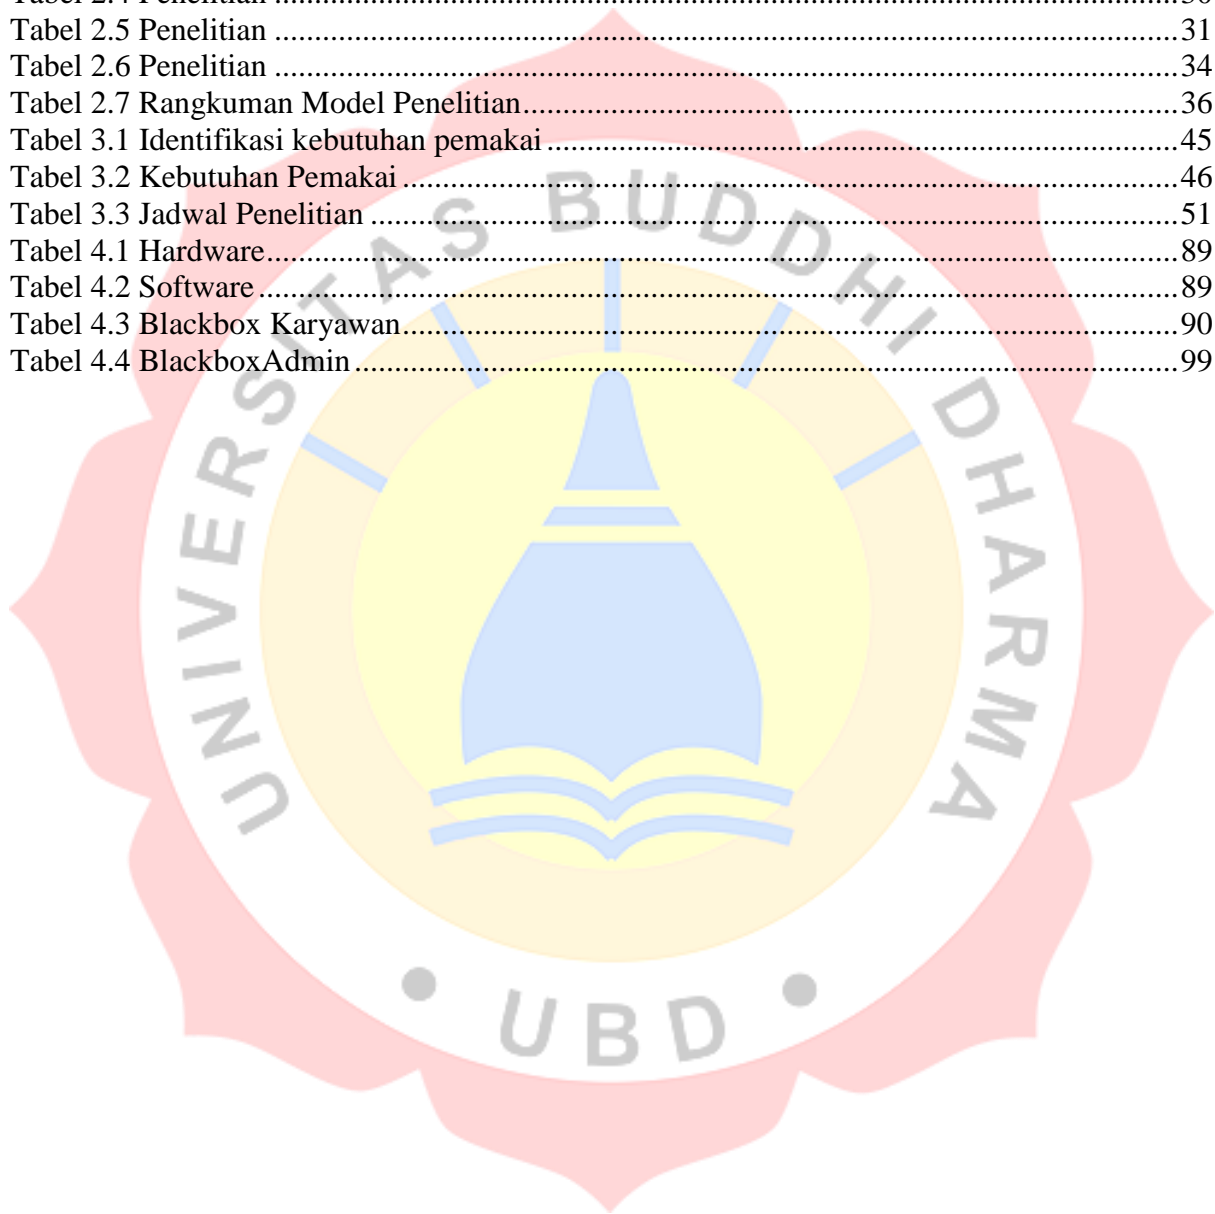 Tabel 2.5 Penelitian ........................................................................................................................31
Tabel 2.6 Penelitian ........................................................................................................................34
Tabel 2.7 Rangkuman Model Penelitian.......................................................................................36
Tabel 3.1 Identifikasi kebutuhan pemakai....................................................................................45
Tabel 3.2 Kebutuhan Pemakai.......................................................................................................46
Tabel 3.3 Jadwal Penelitian ...........................................................................................................51
Tabel 4.1 Hardware.........................................................................................................................89
Tabel 4.2 Software..........................................................................................................................89
Tabel 4.3 Blackbox Karyawan.......................................................................................................90
Tabel 4.4 BlackboxAdmin.............................................................................................................99
UNIVERSITAS BUDDHI DHARMA
• UBD •